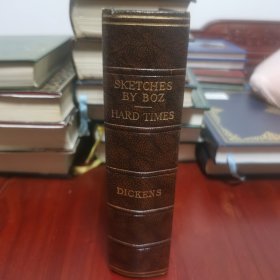 SKETCHES
BY BOZ
HARD TIMES
DICKENS